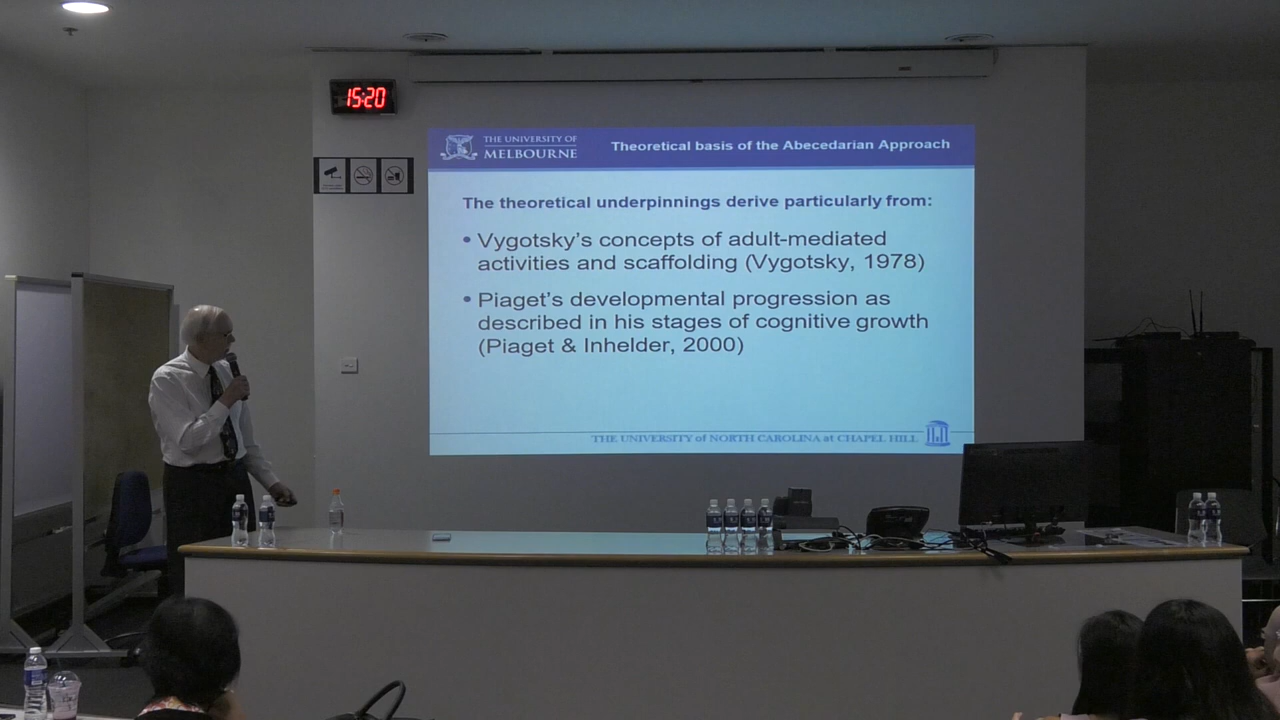 15:20
THE UNIVERSITY OF
MELBOURNE
Theoretical basis of the Abecedarian Approach
The theoretical underpinnings derive particularly from:
• Vygotsky's concepts of adult-mediated
activities and scaffolding (Vygotsky, 1978)
• Piaget's developmental progression as
described in his stages of cognitive growth
(Piaget & Inhelder, 2000)
THE UNIVERSITY of NORTH CAROLINA at CHAPEL HILL